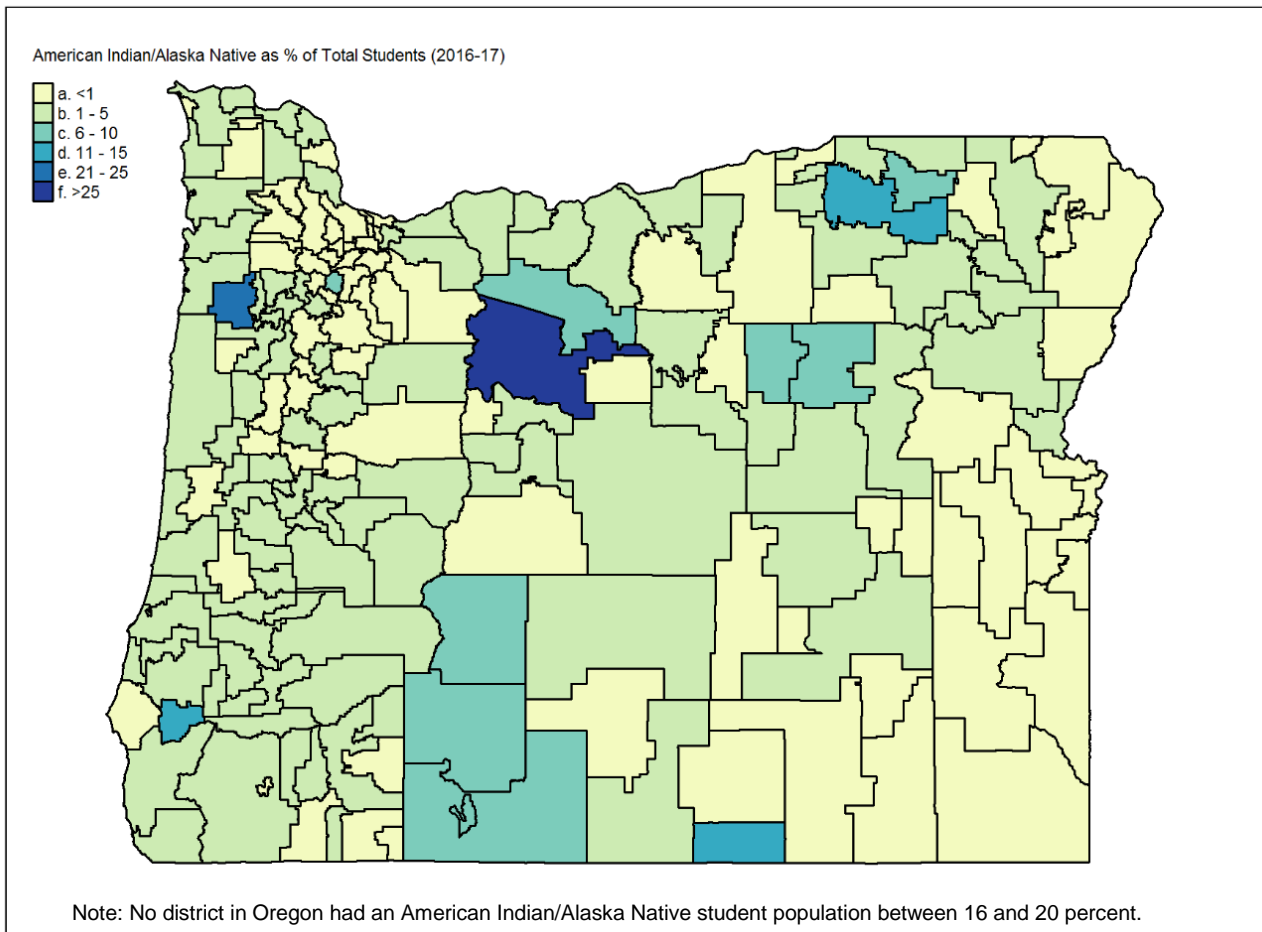 American Indian/Alaska Native as % of Total Students (2016-17)
a. <1
b. 1 - 5
c. 6 - 10
d. 11 - 15
e. 21 - 25
f. >25
Note: No district in Oregon had an American Indian/Alaska Native student population between 16 and 20 percent.